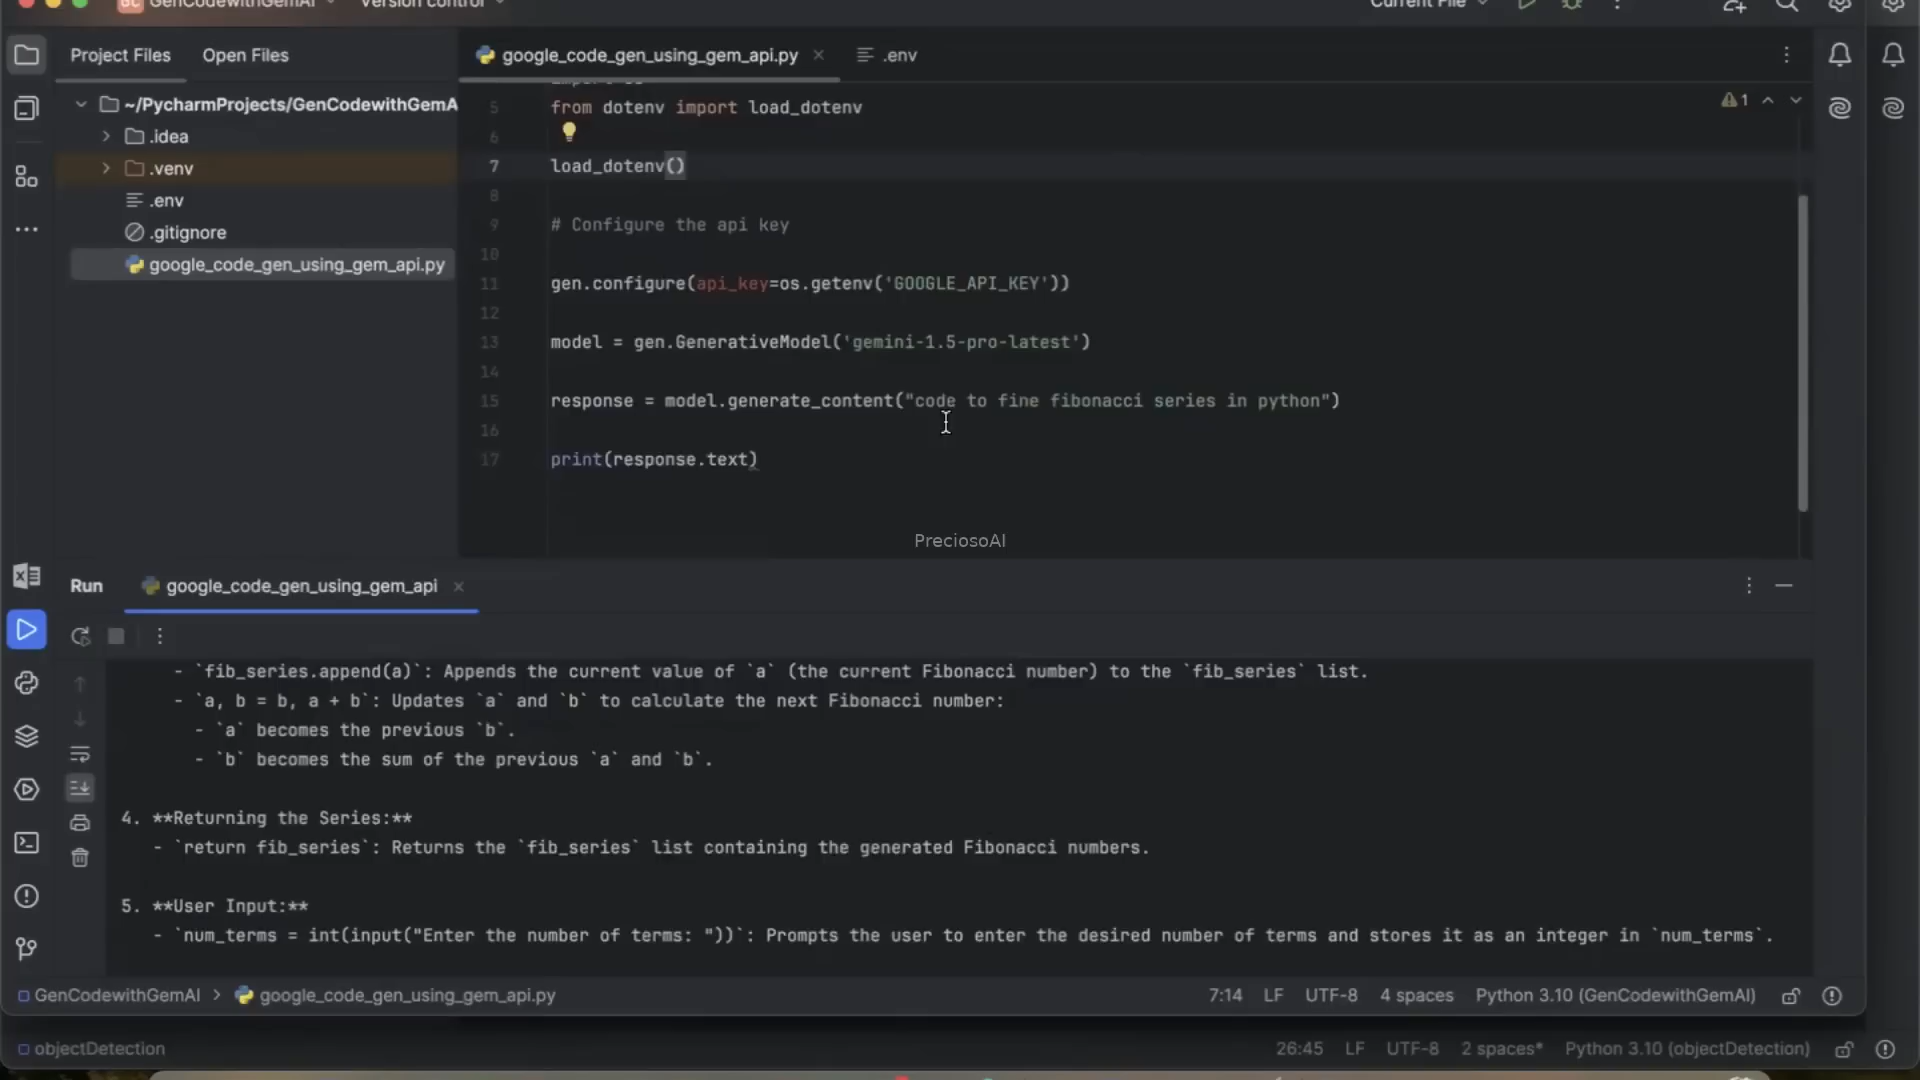 GenCodewithGemAI
Version control
Current File
Project Files
Open Files
google_code_gen_using_gem_api.py
.env
~/PycharmProjects/GenCodewithGemA
.idea
.venv
.env
.gitignore
google_code_gen_using_gem_api.py
1
5 from dotenv import load_dotenv
6
7 load_dotenv()
8
9 # Configure the api key
10
11 gen.configure(api_key=os.getenv('GOOGLE_API_KEY'))
12
13 model = gen.GenerativeModel('gemini-1.5-pro-latest')
14
15 response = model.generate_content("code to fine fibonacci series in python")
16
17 print(response.text)
PreciosoAI
Run
google_code_gen_using_gem_api
- `fib_series.append(a)`: Appends the current value of `a` (the current Fibonacci number) to the `fib_series` list.
- `a, b = b, a + b`: Updates `a` and `b` to calculate the next Fibonacci number:
- `a` becomes the previous `b`.
- `b` becomes the sum of the previous `a` and `b`.
4. **Returning the Series:**
- `return fib_series`: Returns the `fib_series` list containing the generated Fibonacci numbers.
5. **User Input:**
- `num_terms = int(input("Enter the number of terms: "))`: Prompts the user to enter the desired number of terms and stores it as an integer in `num_terms`.
GenCodewithGemAI > google_code_gen_using_gem_api.py
7:14 LF UTF-8 4 spaces Python 3.10 (GenCodewithGemAI)
objectDetection
26:45 LF UTF-8 2 spaces* Python 3.10 (objectDetection)